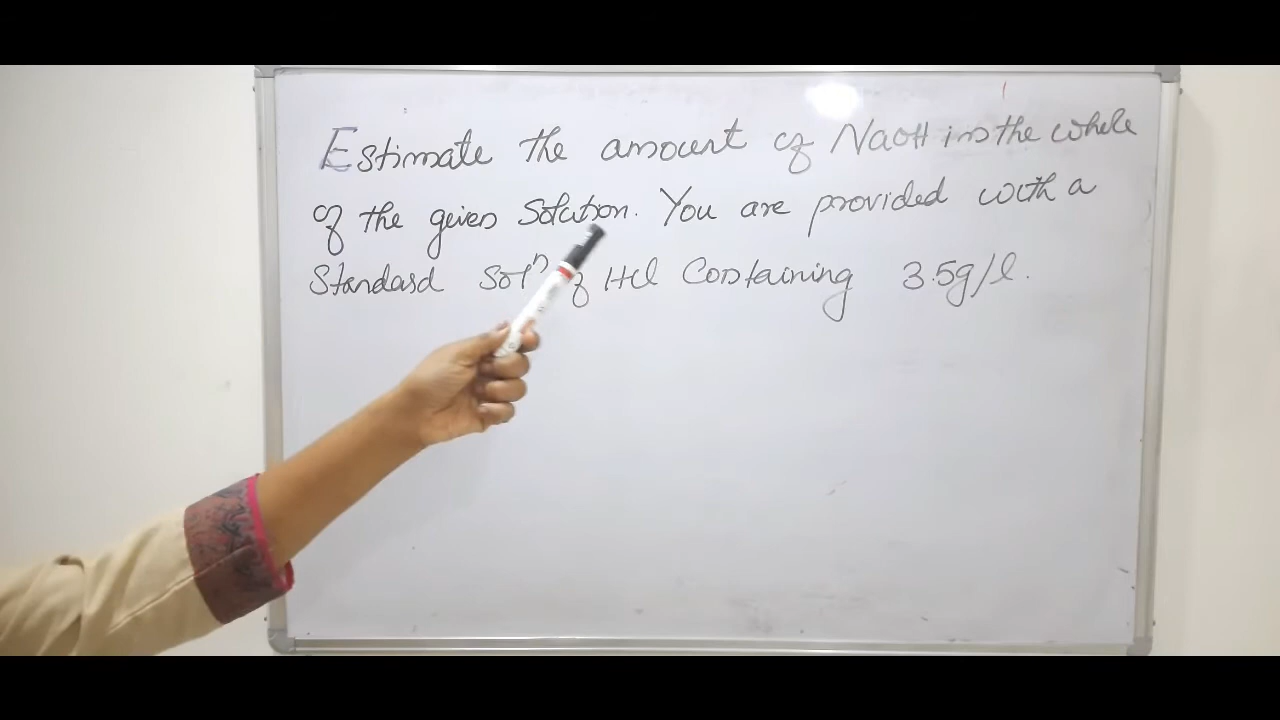 Estimate the amount of NaOH in the whole
of the given Solution. You are provided with a
Standard Solⁿ of HCl Containing 3.5g/l.